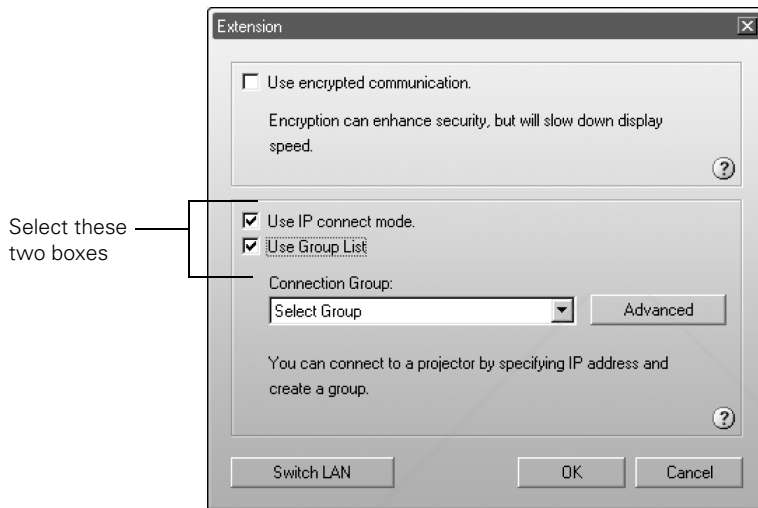 Extension
Use encrypted communication.
Encryption can enhance security, but will slow down display
speed.
?
Select these
two boxes
Use IP connect mode.
Use Group List
Connection Group:
Select Group
Advanced
You can connect to a projector by specifying IP address and
create a group.
?
Switch LAN
OK
Cancel